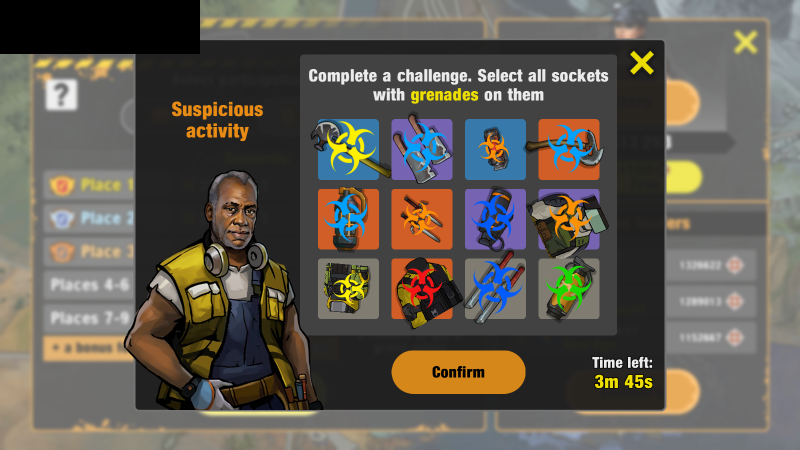 Complete a challenge. Select all sockets
with grenades on them
Suspicious
activity
?
Place 1
Place 2
Place 3
Places 4-6
Places 7-9
+ a bonus
1326622
1289013
1152667
Confirm
Time left:
3m 45s